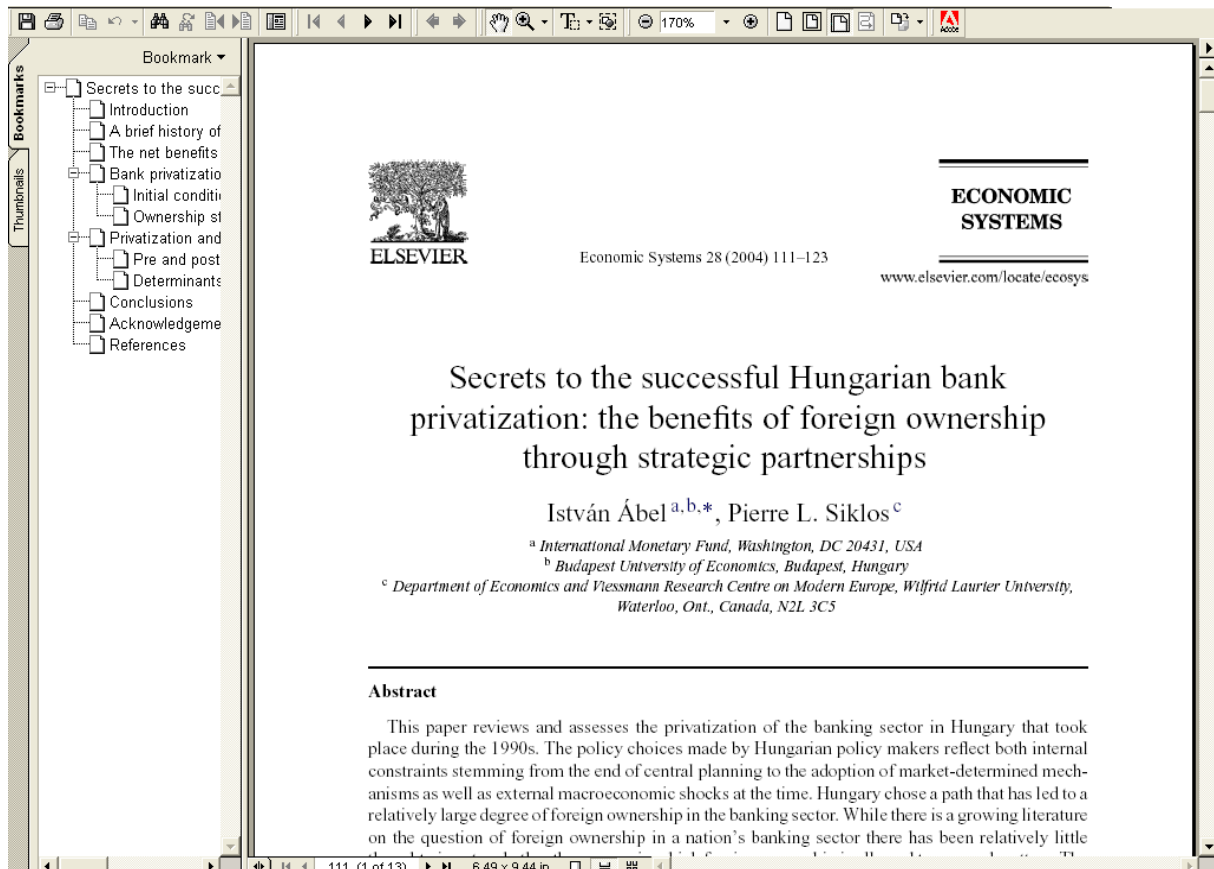 170%
Adobe
Bookmark
Bookmarks
Thumbnails
Secrets to the succ
Introduction
A brief history of
The net benefits
Bank privatizatio
Initial conditi
Ownership st
Privatization and
Pre and post
Determinants
Conclusions
Acknowledgeme
References
ELSEVIER
Economic Systems 28 (2004) 111–123
ECONOMIC
SYSTEMS
www.elsevier.com/locate/ecosys
Secrets to the successful Hungarian bank
privatization: the benefits of foreign ownership
through strategic partnerships
István Ábel a,b,*, Pierre L. Siklos c
a International Monetary Fund, Washington, DC 20431, USA
b Budapest University of Economics, Budapest, Hungary
c Department of Economics and Viessmann Research Centre on Modern Europe, Wilfrid Laurier University,
Waterloo, Ont., Canada, N2L 3C5
Abstract
This paper reviews and assesses the privatization of the banking sector in Hungary that took
place during the 1990s. The policy choices made by Hungarian policy makers reflect both internal
constraints stemming from the end of central planning to the adoption of market-determined mech-
anisms as well as external macroeconomic shocks at the time. Hungary chose a path that has led to a
relatively large degree of foreign ownership in the banking sector. While there is a growing literature
on the question of foreign ownership in a nation's banking sector there has been relatively little
111 (1 of 13)
6.49 x 9.44 in